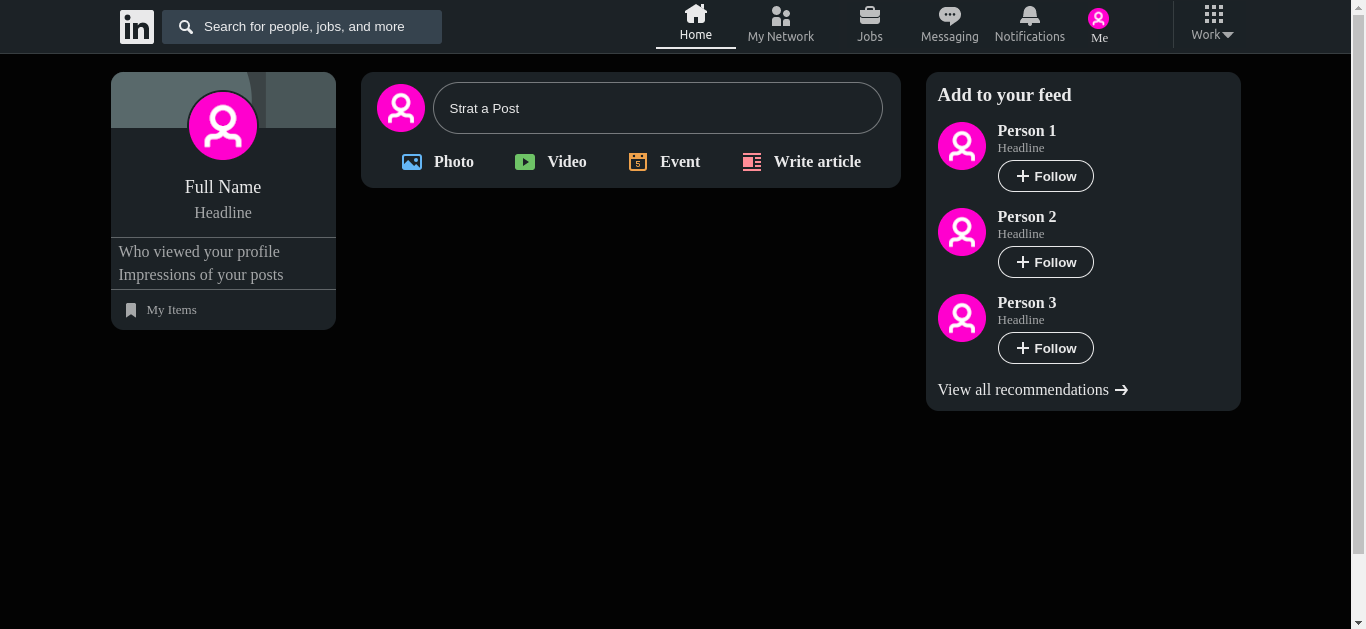 in
Search for people, jobs, and more
Home
My Network
Jobs
Messaging
Notifications
Me
Work
Full Name
Headline
Who viewed your profile
Impressions of your posts
My Items
Strat a Post
Photo
Video
5
Event
Write article
Add to your feed
Person 1
Headline
Follow
Person 2
Headline
Follow
Person 3
Headline
Follow
View all recommendations